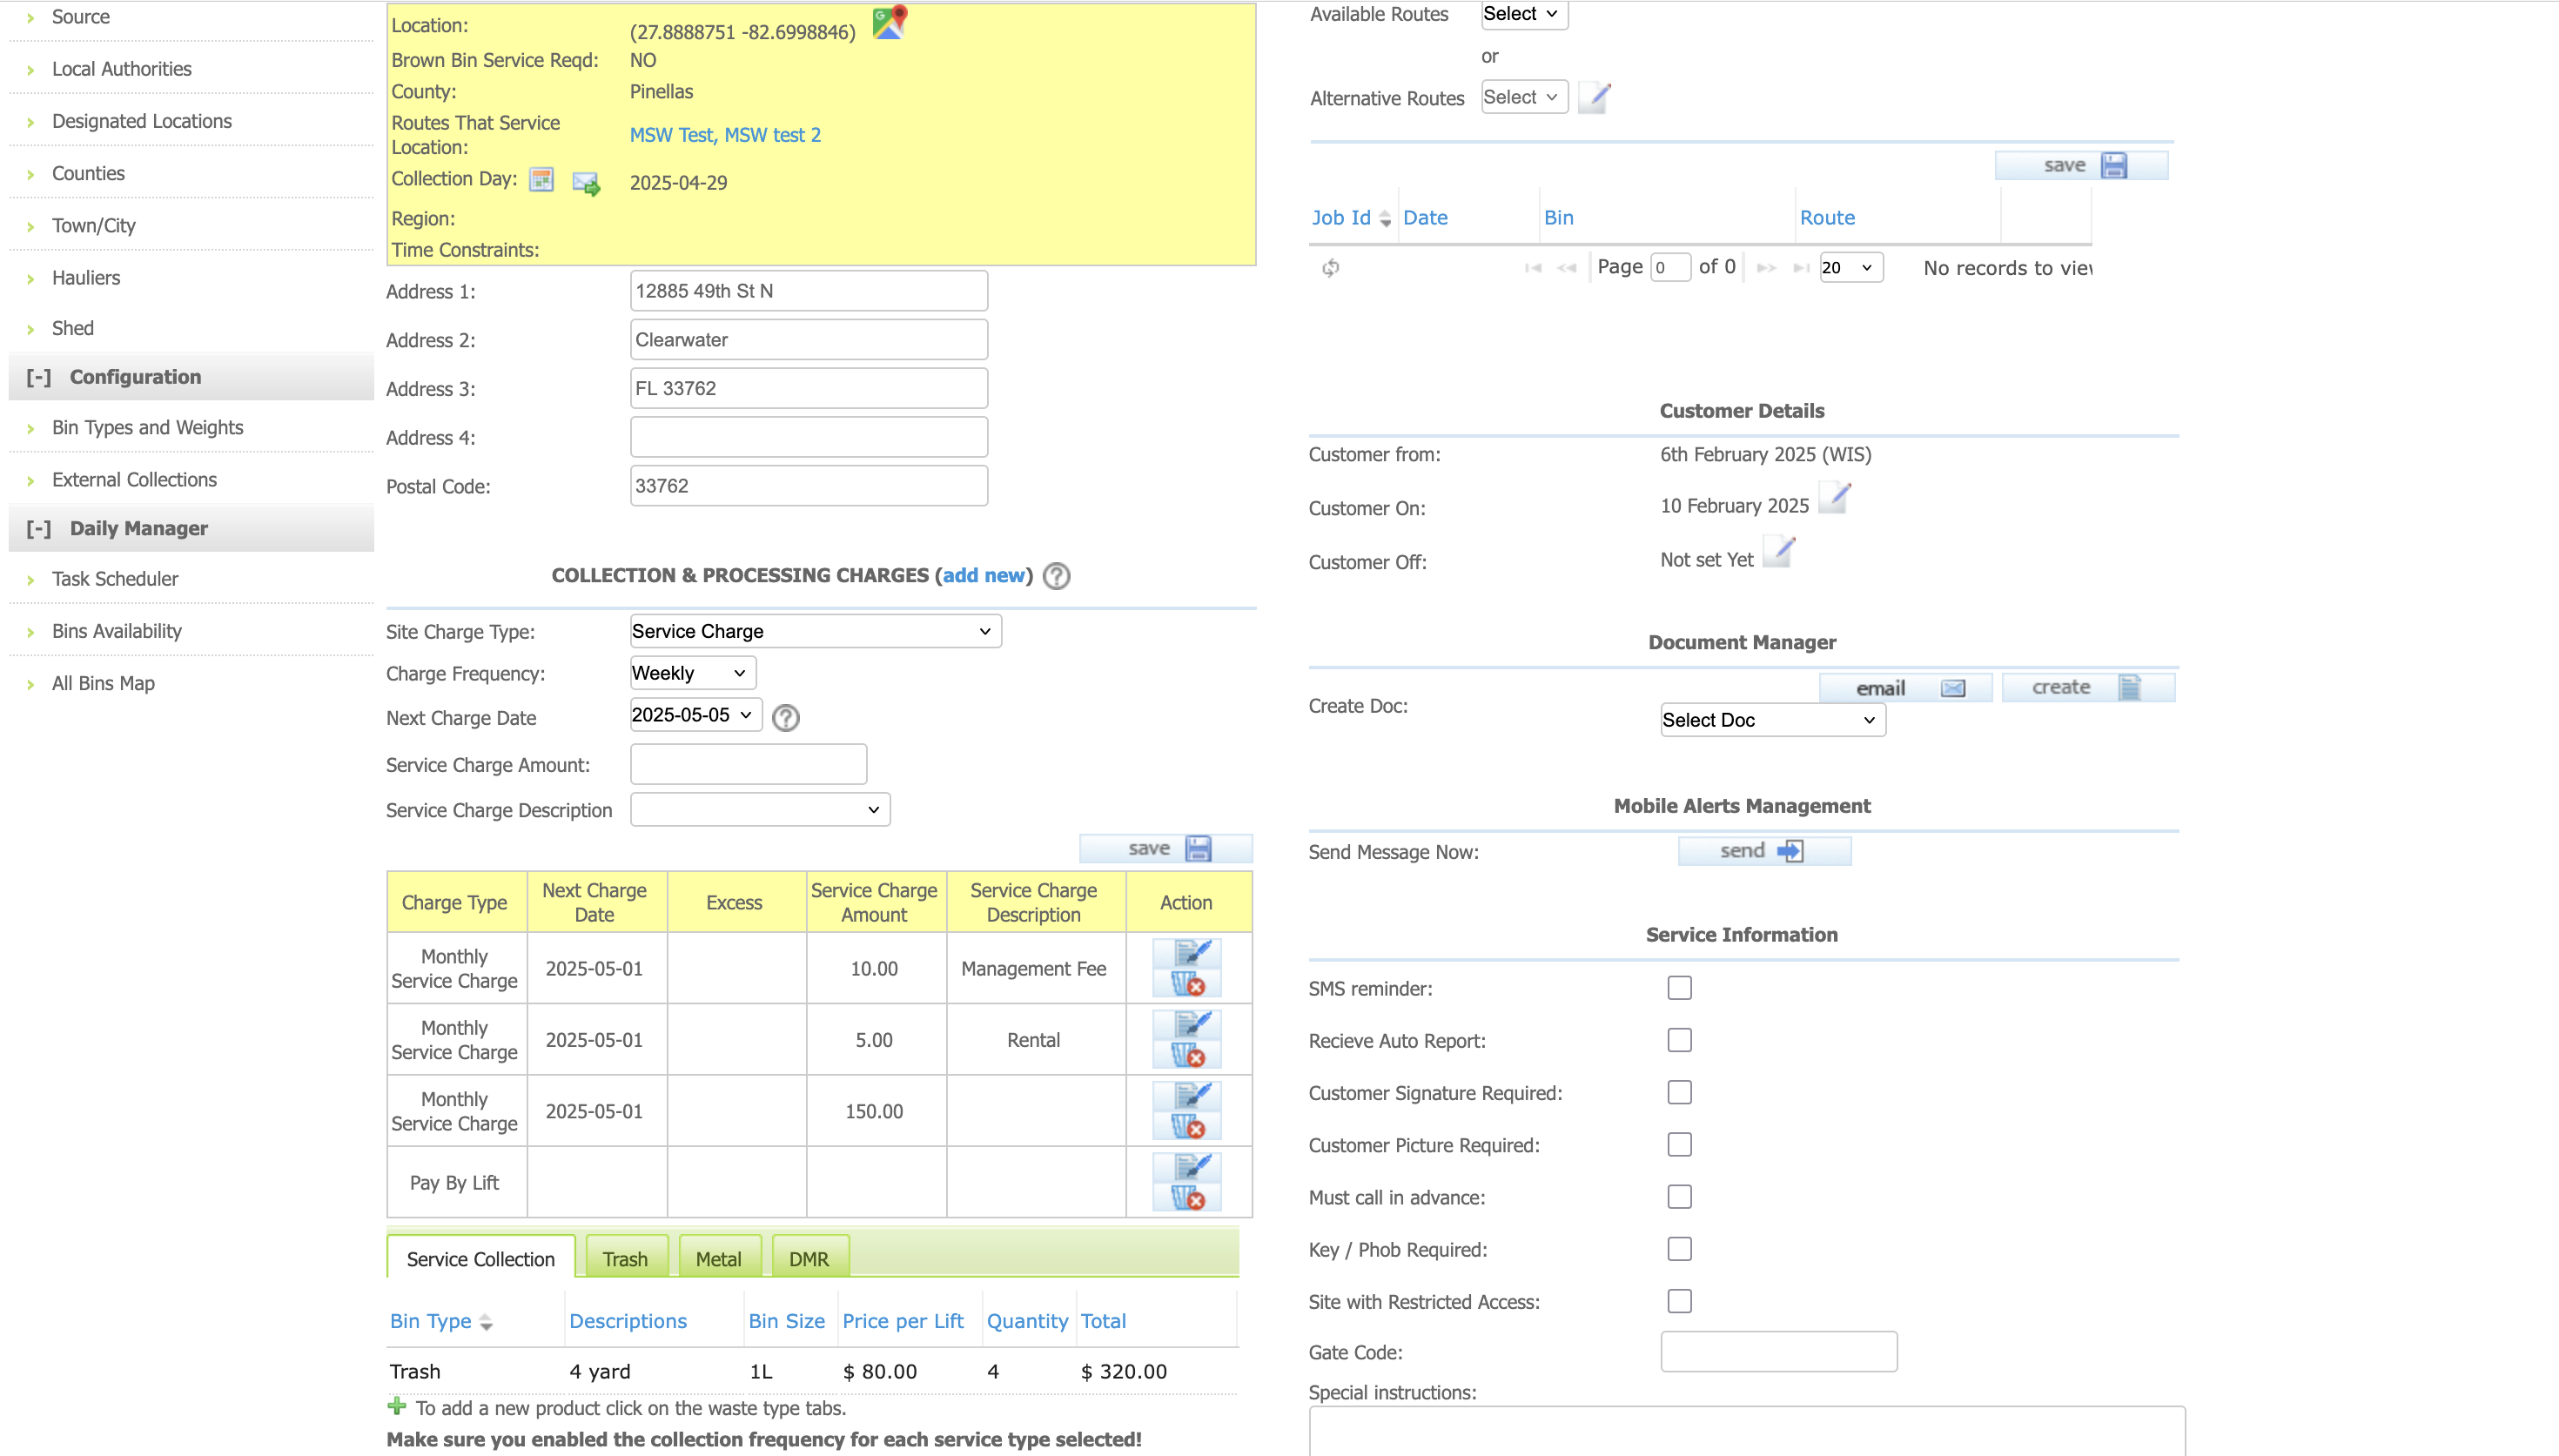 Source
Local Authorities
Designated Locations
Counties
Town/City
Hauliers
Shed
[-] Configuration
Bin Types and Weights
External Collections
[-] Daily Manager
Task Scheduler
Bins Availability
All Bins Map
Location: (27.8888751 -82.6998846)
Brown Bin Service Reqd: NO
County: Pinellas
Routes That Service
Location: MSW Test, MSW test 2
Collection Day: 2025-04-29
Region:
Time Constraints:
Address 1: 12885 49th St N
Address 2: Clearwater
Address 3: FL 33762
Address 4:
Postal Code: 33762
COLLECTION & PROCESSING CHARGES (add new) ?
Site Charge Type: Service Charge
Charge Frequency: Weekly
Next Charge Date 2025-05-05 ?
Service Charge Amount:
Service Charge Description
save
Charge Type Next Charge Date Excess Service Charge Amount Service Charge Description Action
Monthly Service Charge 2025-05-01 10.00 Management Fee
Monthly Service Charge 2025-05-01 5.00 Rental
Monthly Service Charge 2025-05-01 150.00
Pay By Lift
Service Collection Trash Metal DMR
Bin Type Descriptions Bin Size Price per Lift Quantity Total
Trash 4 yard 1L $ 80.00 4 $ 320.00
To add a new product click on the waste type tabs.
Make sure you enabled the collection frequency for each service type selected!
Available Routes Select
or
Alternative Routes Select
save
Job Id Date Bin Route
Page 0 of 0 20 No records to view
Customer Details
Customer from: 6th February 2025 (WIS)
Customer On: 10 February 2025
Customer Off: Not set Yet
Document Manager
email create
Create Doc: Select Doc
Mobile Alerts Management
Send Message Now: send
Service Information
SMS reminder:
Recieve Auto Report:
Customer Signature Required:
Customer Picture Required:
Must call in advance:
Key / Phob Required:
Site with Restricted Access:
Gate Code:
Special instructions: